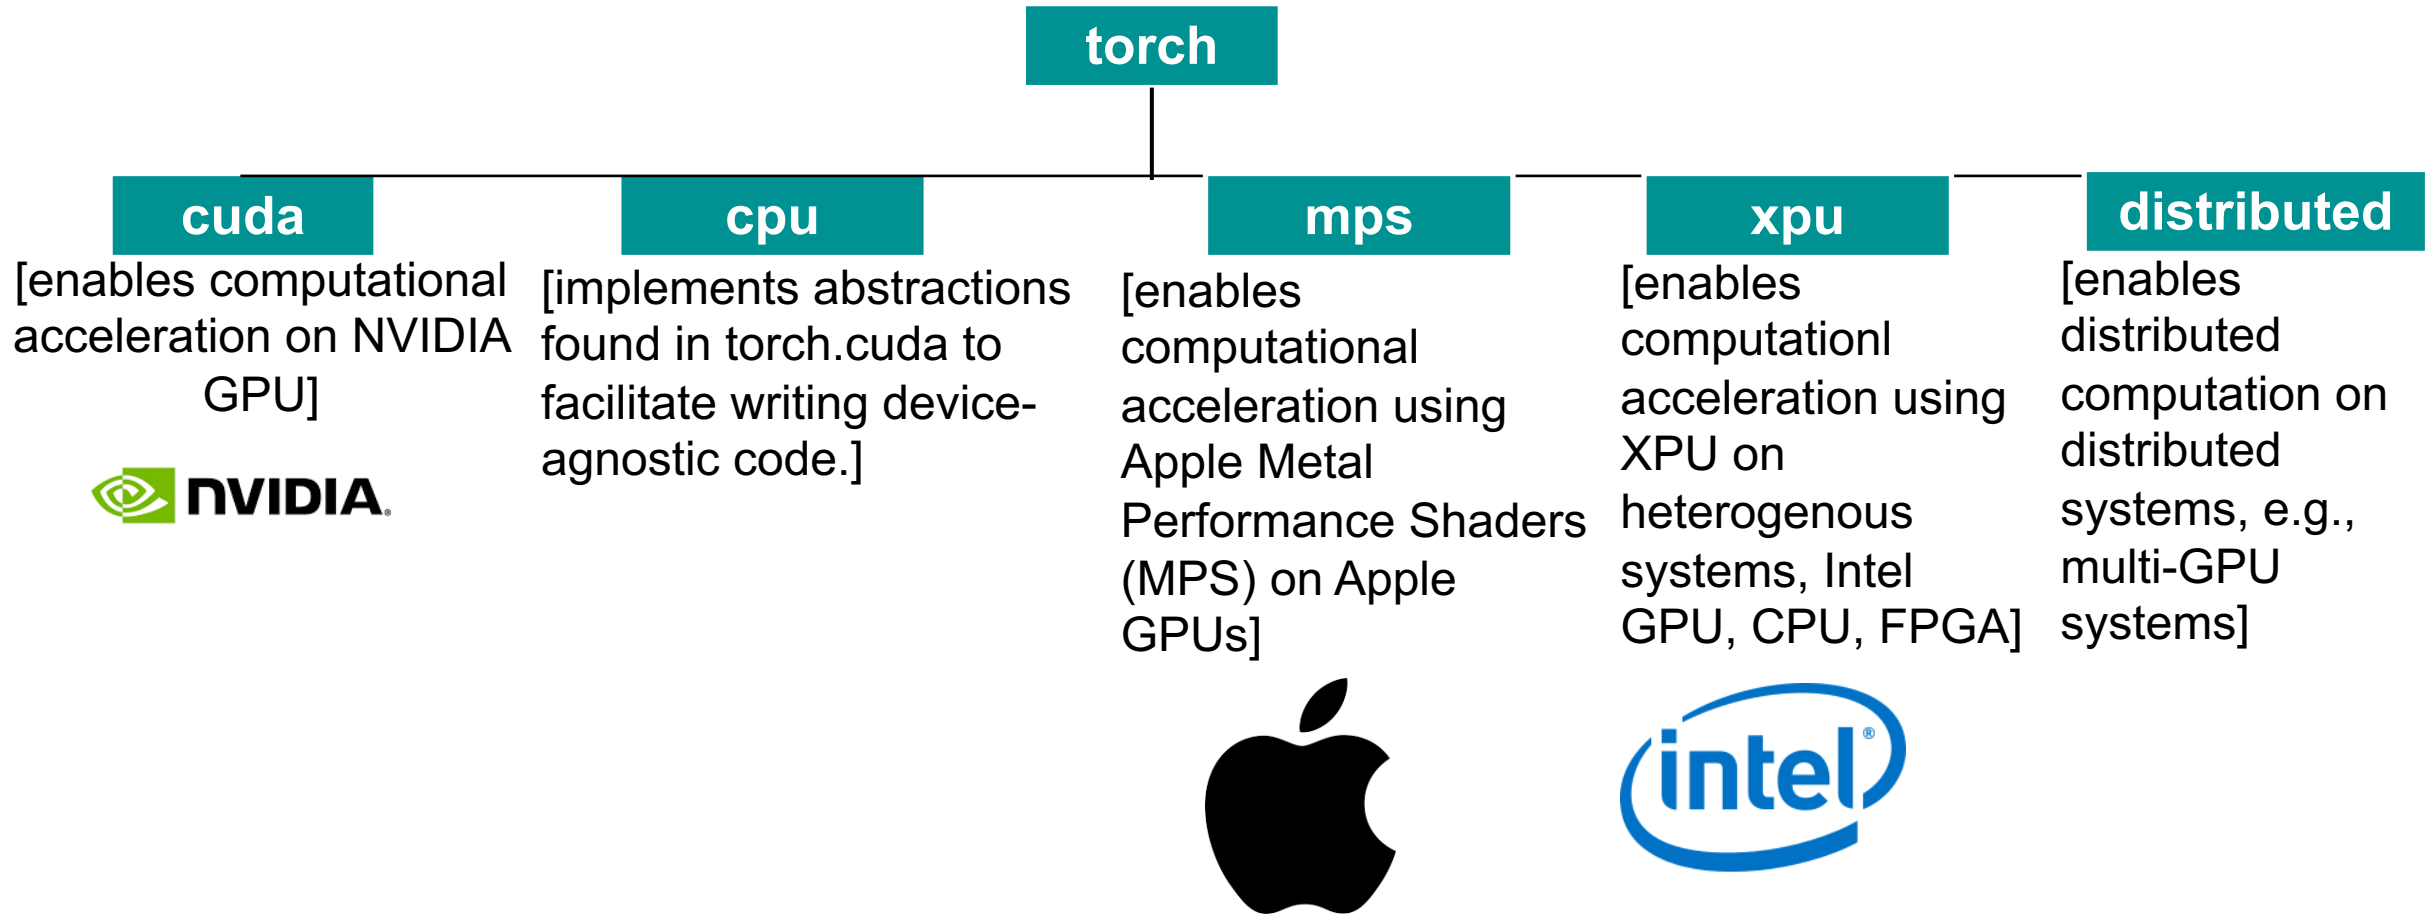 torch
cuda
[enables computational
acceleration on NVIDIA
GPU]
NVIDIA.
cpu
[implements abstractions
found in torch.cuda to
facilitate writing device-
agnostic code.]
mps
[enables
computational
acceleration using
Apple Metal
Performance Shaders
(MPS) on Apple
GPUs]
xpu
[enables
computationl
acceleration using
XPU on
heterogenous
systems, Intel
GPU, CPU, FPGA]
intel®
distributed
[enables
distributed
computation on
distributed
systems, e.g.,
multi-GPU
systems]